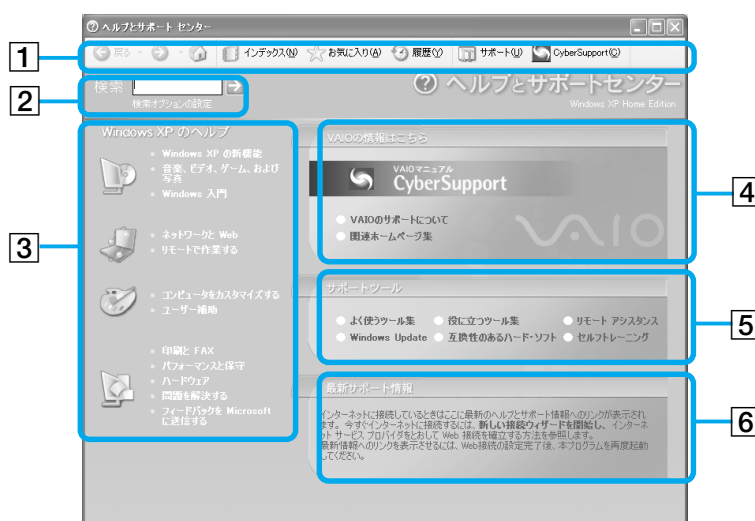 ヘルプとサポート センター
戻る
インデックス(N)
お気に入り(A)
履歴(Y)
サポート(U)
CyberSupport(C)
1
検索
検索オプションの設定
2
ヘルプとサポートセンター
Windows XP Home Edition
Windows XP のヘルプ
Windows XP の新機能
音楽、ビデオ、ゲーム、および
写真
Windows 入門
ネットワークと Web
リモートで作業する
コンピュータをカスタマイズする
ユーザー補助
印刷と FAX
パフォーマンスと保守
ハードウェア
問題を解決する
フィードバックを Microsoft
に送信する
3
VAIOの情報はこちら
VAIOマニュアル
CyberSupport
VAIOのサポートについて
関連ホームページ集
VAIO
4
サポートツール
よく使うツール集
役に立つツール集
リモート アシスタンス
Windows Update
互換性のあるハード・ソフト
セルフトレーニング
5
最新サポート情報
インターネットに接続しているときはここに最新のヘルプとサポート情報へのリンクが表示され
ます。今すぐインターネットに接続するには、新しい接続ウィザードを開始し、インターネ
ット サービス プロバイダをとおして Web 接続を確立する方法を参照します。
最新情報へのリンクを表示させるには、Web接続の設定完了後、本プログラムを再度起動
してください。
6